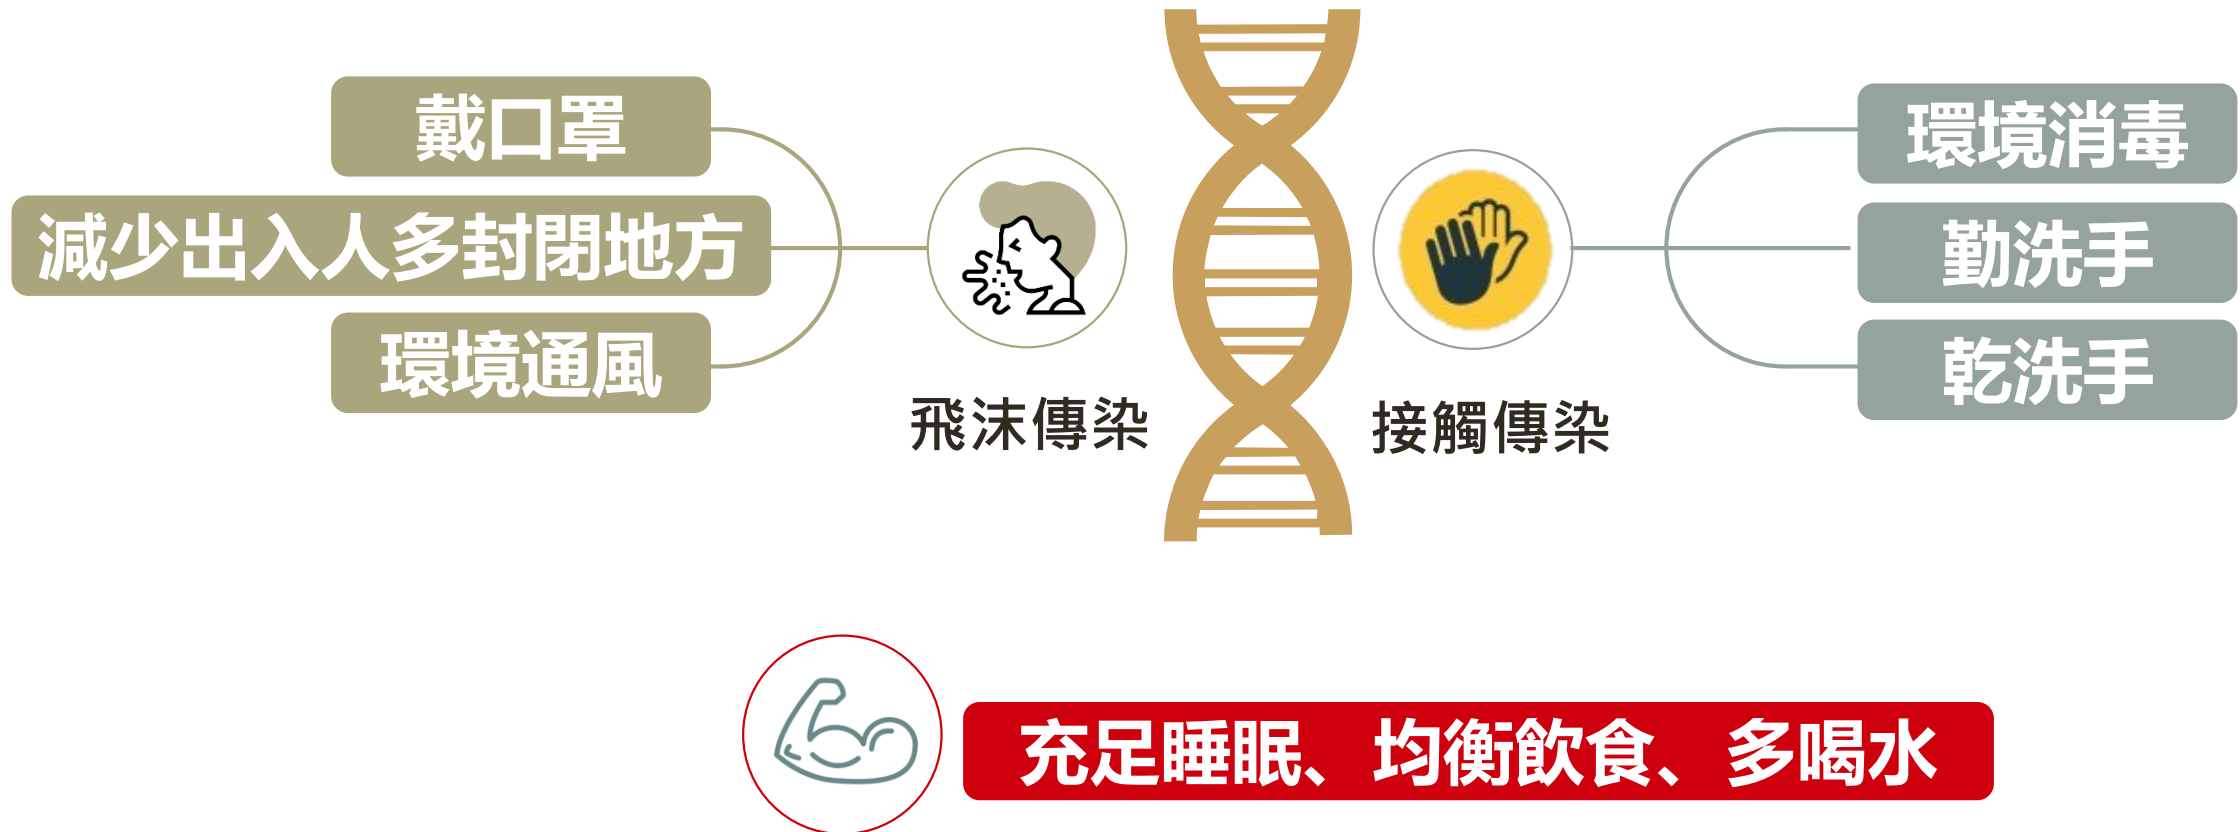 戴口罩
減少出入人多封閉地方
環境通風
飛沫傳染
環境消毒
勤洗手
乾洗手
接觸傳染
充足睡眠、均衡飲食、多喝水